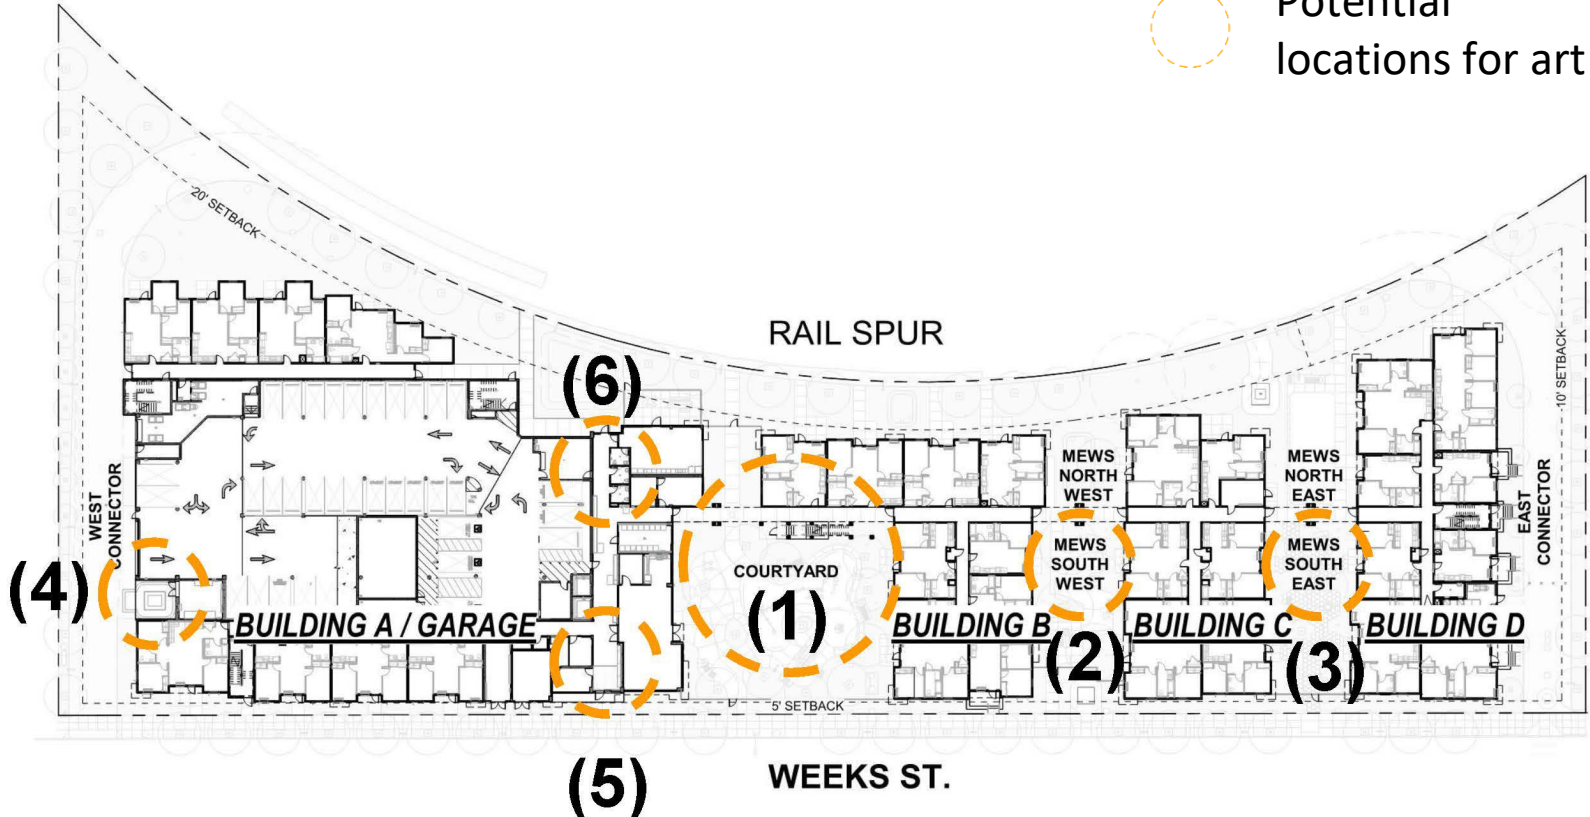 Potential
locations for art
20' SETBACK
RAIL SPUR
10' SETBACK
(6)
WEST
CONNECTOR
MEWS
NORTH
WEST
MEWS
NORTH
EAST
EAST
CONNECTOR
MEWS
SOUTH
WEST
MEWS
SOUTH
EAST
COURTYARD
(4)
(1)
BUILDING A / GARAGE
BUILDING B
BUILDING C
BUILDING D
(2)
(3)
5' SETBACK
(5)
WEEKS ST.